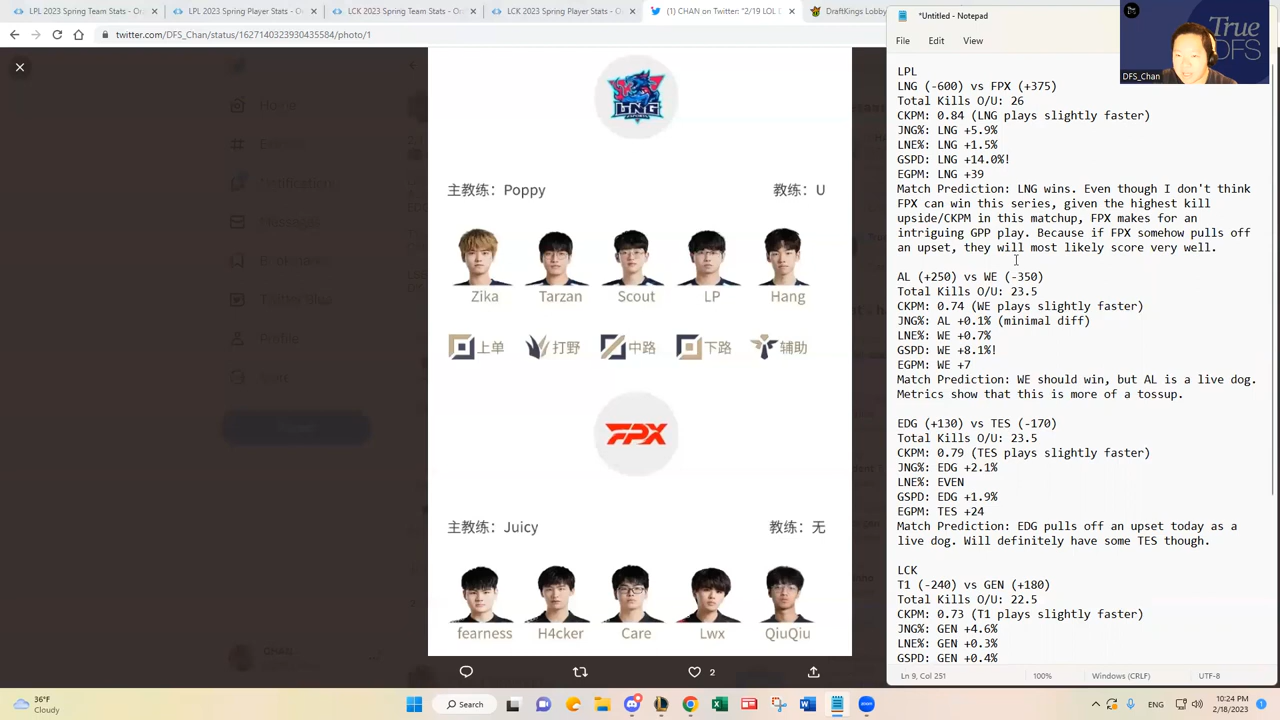 LPL 2023 Spring Team Stats - Op
LPL 2023 Spring Player Stats - O
LCK 2023 Spring Team Stats - Op
LCK 2023 Spring Player Stats - O
(1) CHAN on Twitter: "2/19 LOL D
DraftKings Lobby
*Untitled - Notepad
twitter.com/DFS_Chan/status/1627140323930435584/photo/1
File Edit View
True
DFS
DFS_Chan
LNG
ESPORTS
主教练：Poppy
教练：U
Zika Tarzan Scout LP Hang
上单 打野 中路 下路 辅助
FPX
主教练：Juicy
教练：无
fearness H4cker Care Lwx QiuQiu
2
LPL
LNG (-600) vs FPX (+375)
Total Kills O/U: 26
CKPM: 0.84 (LNG plays slightly faster)
JNG%: LNG +5.9%
LNE%: LNG +1.5%
GSPD: LNG +14.0%!
EGPM: LNG +39
Match Prediction: LNG wins. Even though I don't think
FPX can win this series, given the highest kill
upside/CKPM in this matchup, FPX makes for an
intriguing GPP play. Because if FPX somehow pulls off
an upset, they will most likely score very well.
AL (+250) vs WE (-350)
Total Kills O/U: 23.5
CKPM: 0.74 (WE plays slightly faster)
JNG%: AL +0.1% (minimal diff)
LNE%: WE +0.7%
GSPD: WE +8.1%!
EGPM: WE +7
Match Prediction: WE should win, but AL is a live dog.
Metrics show that this is more of a tossup.
EDG (+130) vs TES (-170)
Total Kills O/U: 23.5
CKPM: 0.79 (TES plays slightly faster)
JNG%: EDG +2.1%
LNE%: EVEN
GSPD: EDG +1.9%
EGPM: TES +24
Match Prediction: EDG pulls off an upset today as a
live dog. Will definitely have some TES though.
LCK
T1 (-240) vs GEN (+180)
Total Kills O/U: 22.5
CKPM: 0.73 (T1 plays slightly faster)
JNG%: GEN +4.6%
LNE%: GEN +0.3%
GSPD: GEN +0.4%
Ln 9, Col 251
100%
Windows (CRLF)
UTF-8
36°F
Cloudy
Search
10:24 PM
2/18/2023